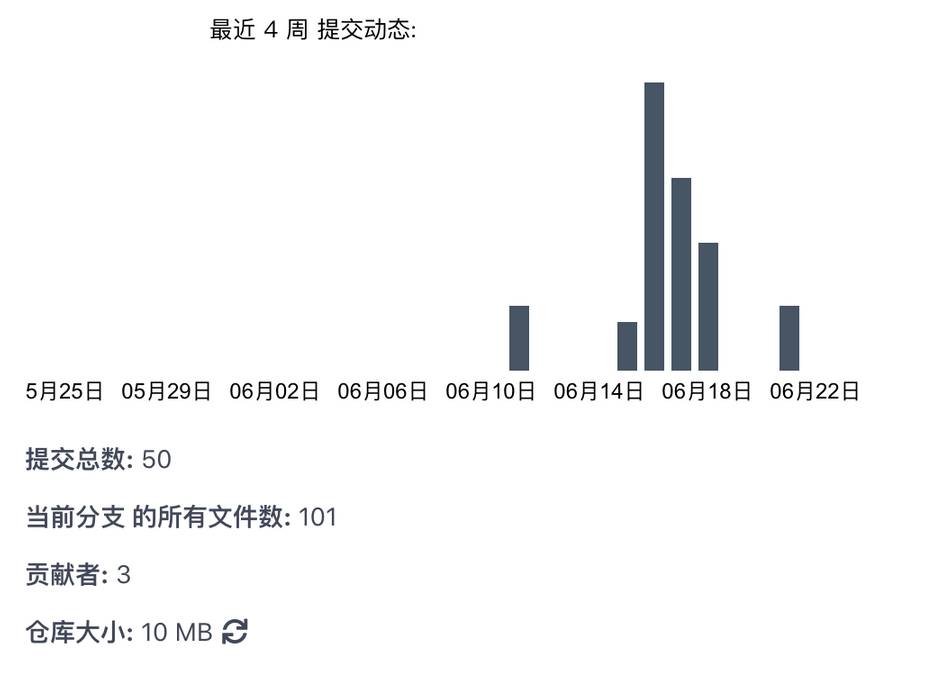 最近 4 周 提交动态:
5月25日 05月29日 06月02日 06月06日 06月10日 06月14日 06月18日 06月22日
提交总数: 50
当前分支 的所有文件数: 101
贡献者: 3
仓库大小: 10 MB